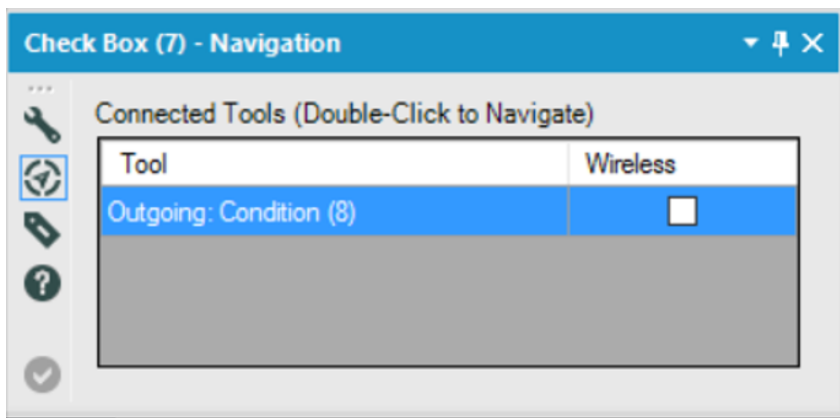 Check Box (7) - Navigation
Connected Tools (Double-Click to Navigate)
Tool Wireless
Outgoing: Condition (8)